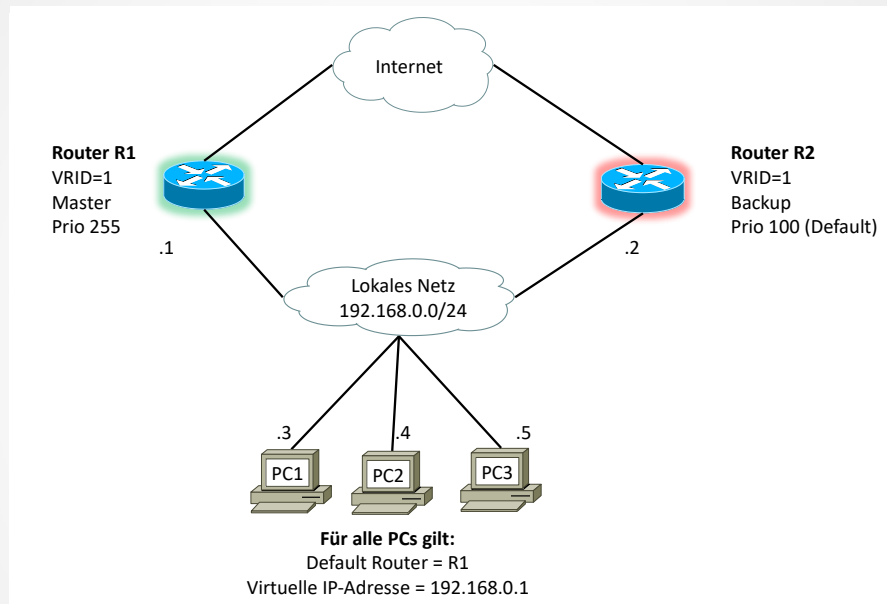 Internet
Router R1
VRID=1
Master
Prio 255
Router R2
VRID=1
Backup
Prio 100 (Default)
.1
.2
Lokales Netz
192.168.0.0/24
.3
.4
.5
PC1
PC2
PC3
Für alle PCs gilt:
Default Router = R1
Virtuelle IP-Adresse = 192.168.0.1